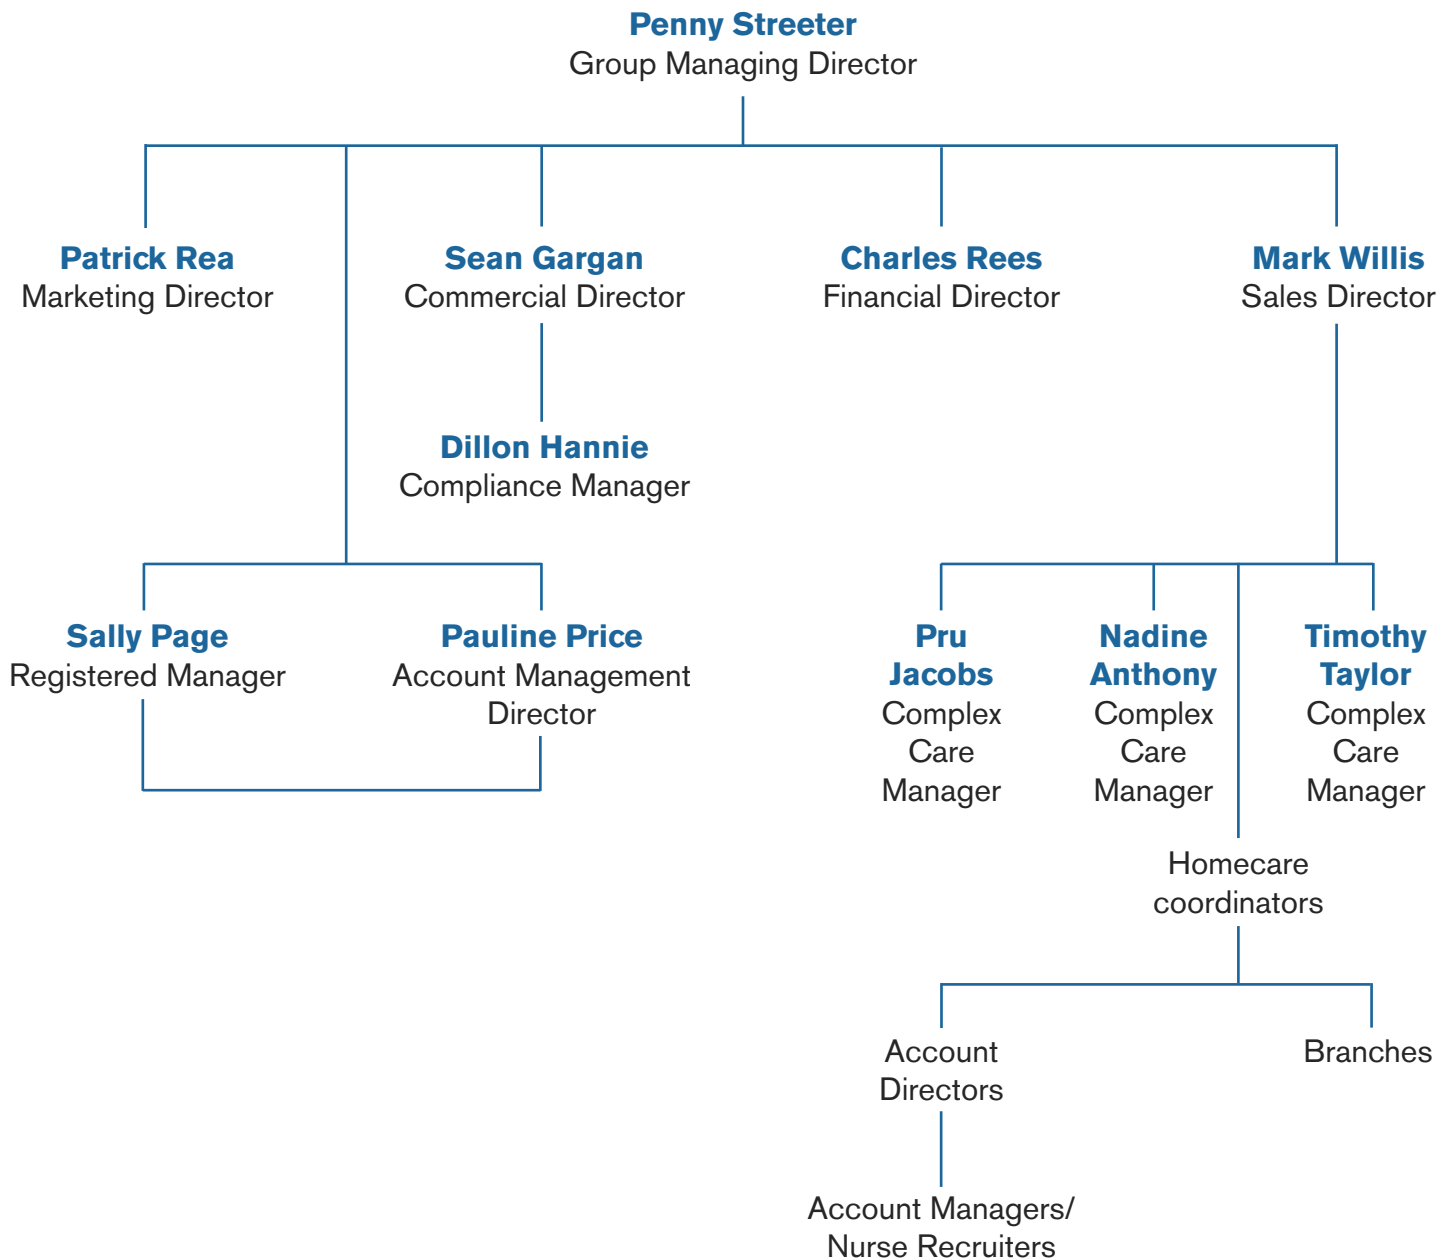 Penny Streeter
Group Managing Director
Patrick Rea
Marketing Director
Sean Gargan
Commercial Director
Charles Rees
Financial Director
Mark Willis
Sales Director
Dillon Hannie
Compliance Manager
Sally Page
Registered Manager
Pauline Price
Account Management
Director
Pru
Jacobs
Complex
Care
Manager
Nadine
Anthony
Complex
Care
Manager
Timothy
Taylor
Complex
Care
Manager
Homecare
coordinators
Account
Directors
Branches
Account Managers/
Nurse Recruiters